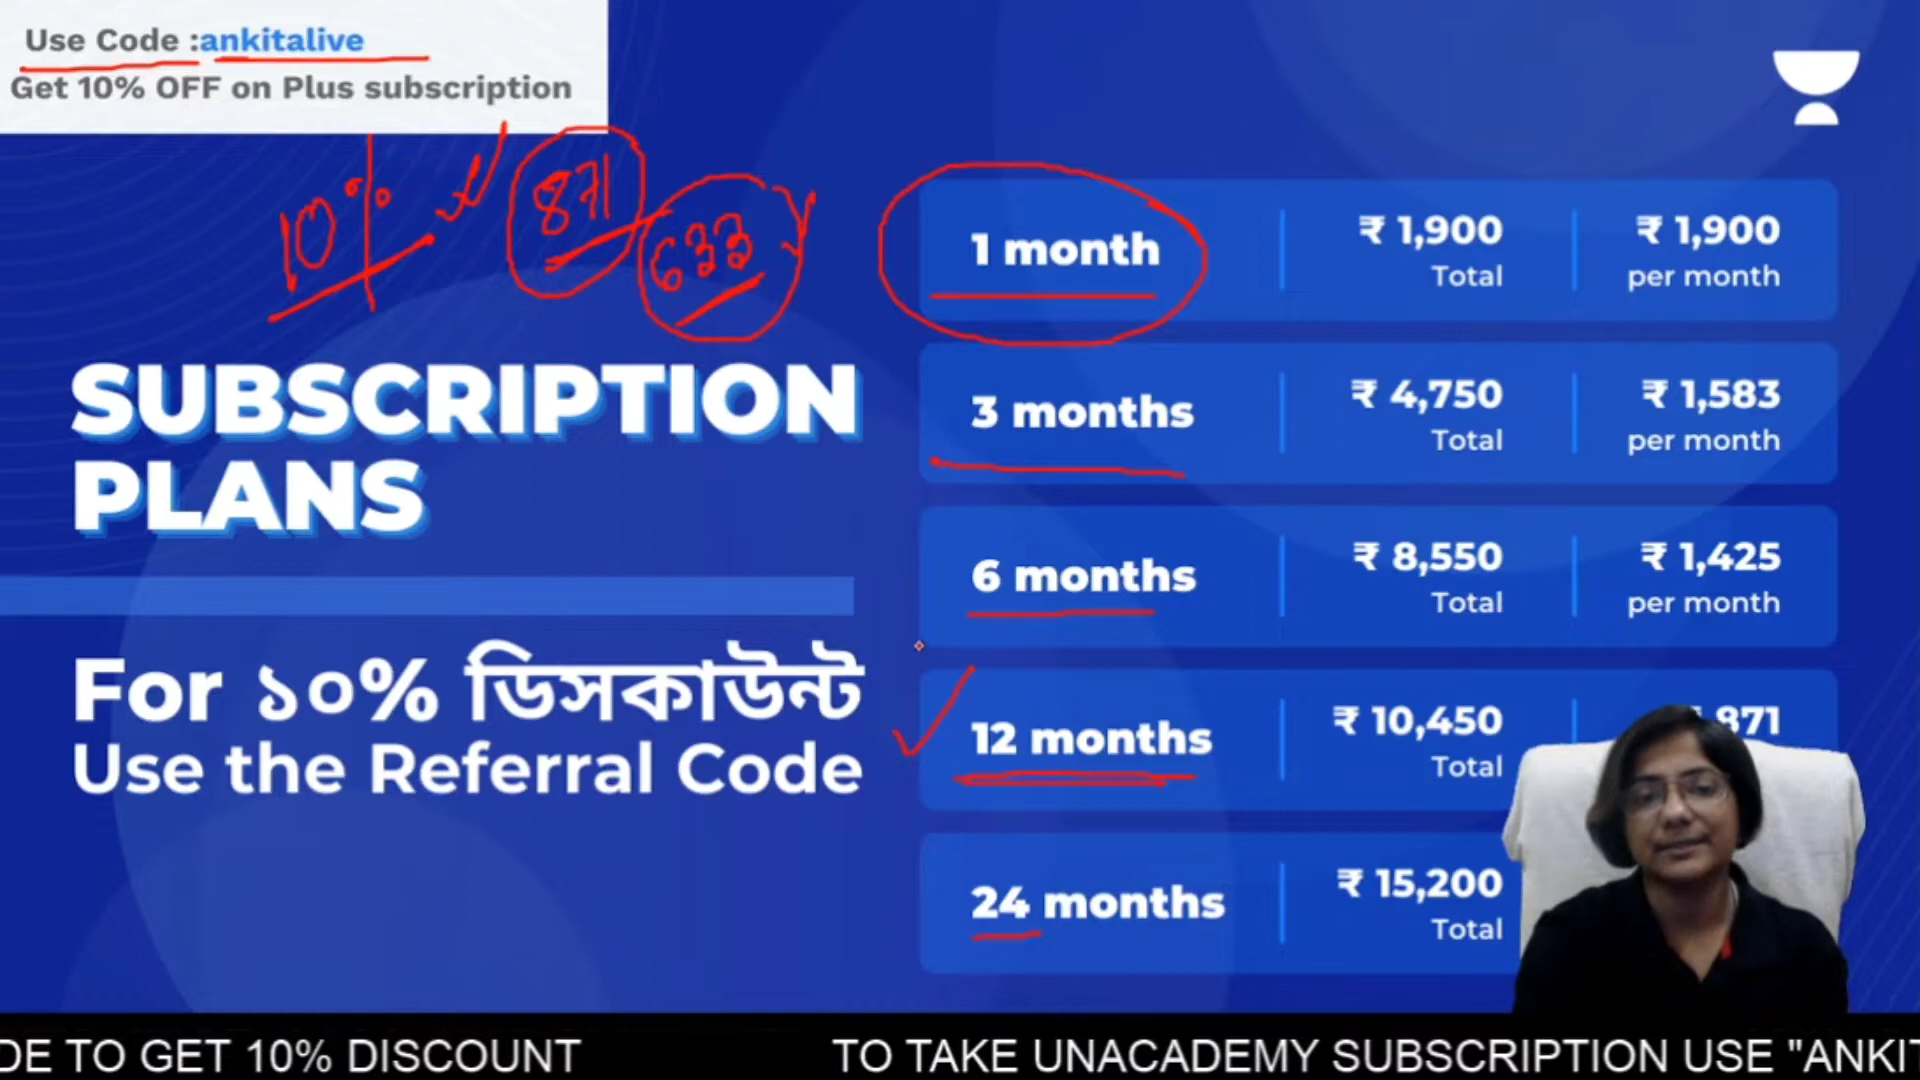 Use Code :ankitalive
Get 10% OFF on Plus subscription
10%
871
633
SUBSCRIPTION
PLANS
For ১০% ডিসকাউন্ট
Use the Referral Code
1 month
₹ 1,900
Total
₹ 1,900
per month
3 months
₹ 4,750
Total
₹ 1,583
per month
6 months
₹ 8,550
Total
₹ 1,425
per month
12 months
₹ 10,450
Total
871
24 months
₹ 15,200
Total
DE TO GET 10% DISCOUNT
TO TAKE UNACADEMY SUBSCRIPTION USE "ANKIT